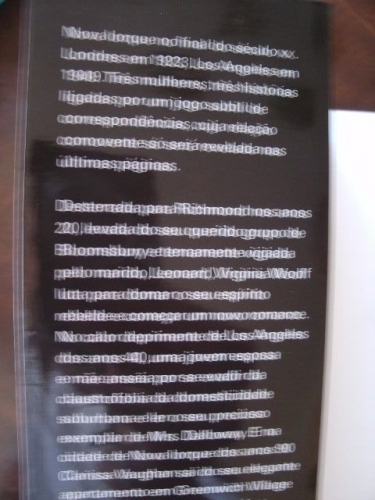 Nova Iorque no final do século xx.
Londres em 1923, Los Angeles em
1949. Três mulheres, três histórias
ligadas por um jogo subtil de
correspondências, cuja relação
comovente só será revelada nas
últimas páginas.
Desterrada para Richmond nos anos
20, levada do seu querido grupo de
Bloomsbury e ternamente vigiada
pelo marido, Leonard, Virginia Woolf
luta para domar o seu espírito
rebelde e começar um novo romance.
No calor deprimente de Los Angeles
dos anos 40, uma jovem esposa
e mãe anseia por se evadir da
claustrofobia da domesticidade
suburbana e ler o seu precioso
exemplar de Mrs. Dalloway. E na
cidade de Nova Iorque dos anos 90
Clarissa Vaughan sai do seu elegante
apartamento em Greenwich Village